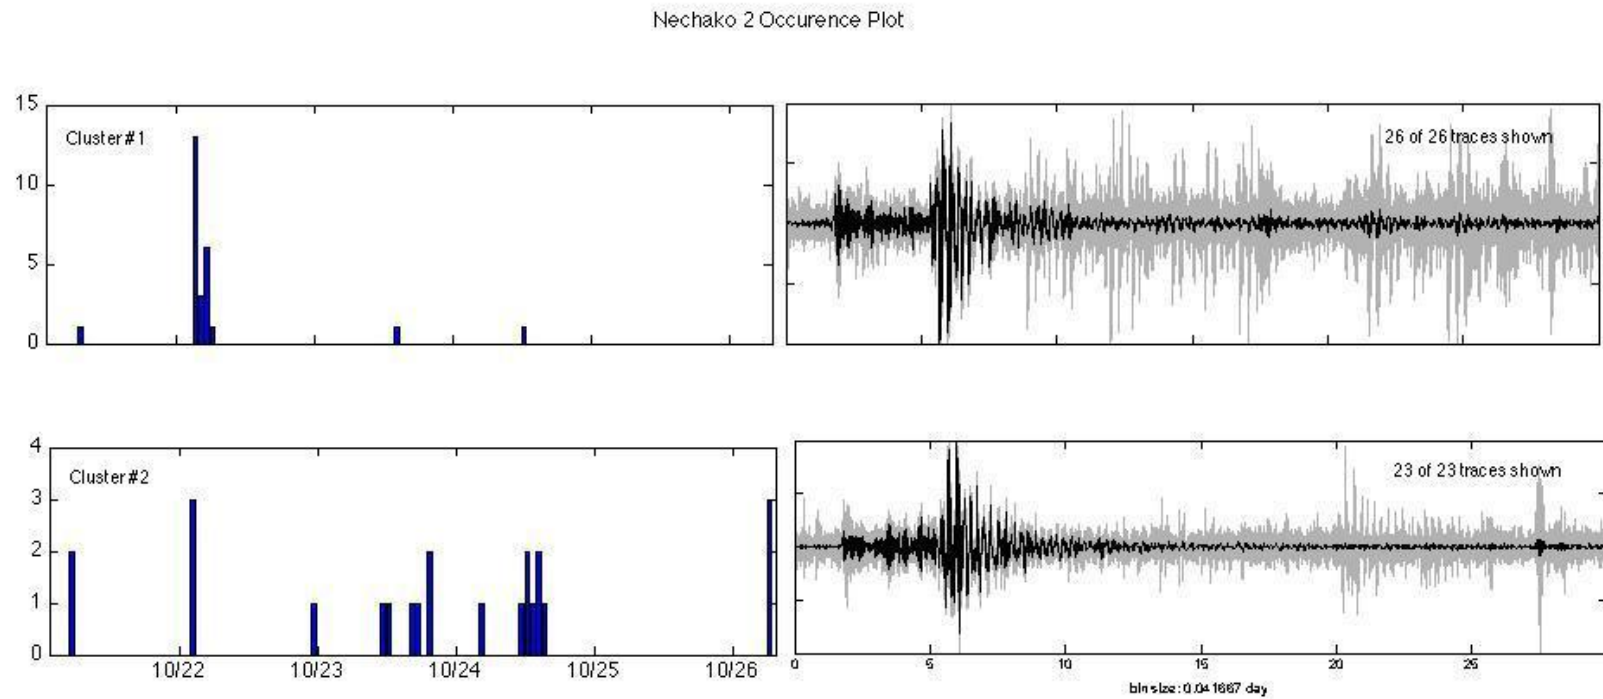 Nechako 2 Occurence Plot
15
Cluster#1
26 of 26 traces shown
10
5
0
4
Cluster#2
23 of 23 traces shown
3
2
1
0
10/22 10/23 10/24 10/25 10/26
0 5 10 15 20 25
bin size: 0.041667 day